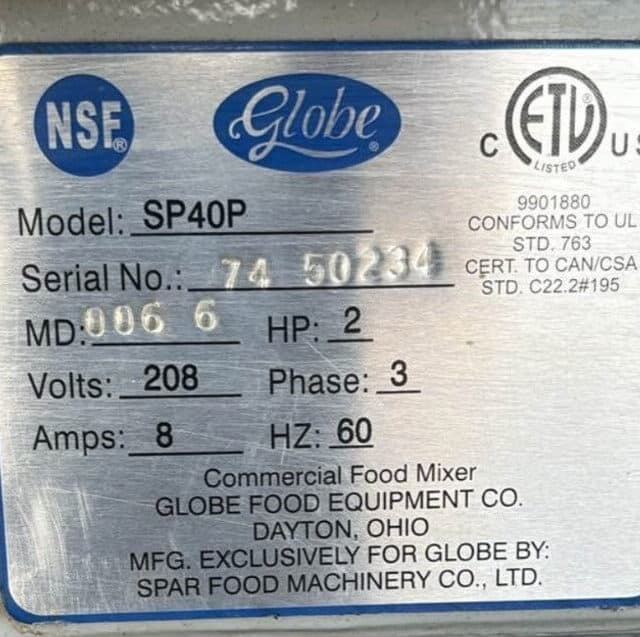 NSF®
Globe®
C ETL US
LISTED
9901880
CONFORMS TO UL
STD. 763
CERT. TO CAN/CSA
STD. C22.2#195
Model: SP40P
Serial No.: 74 50234
MD: 006 6 HP: 2
Volts: 208 Phase: 3
Amps: 8 HZ: 60
Commercial Food Mixer
GLOBE FOOD EQUIPMENT CO.
DAYTON, OHIO
MFG. EXCLUSIVELY FOR GLOBE BY:
SPAR FOOD MACHINERY CO., LTD.